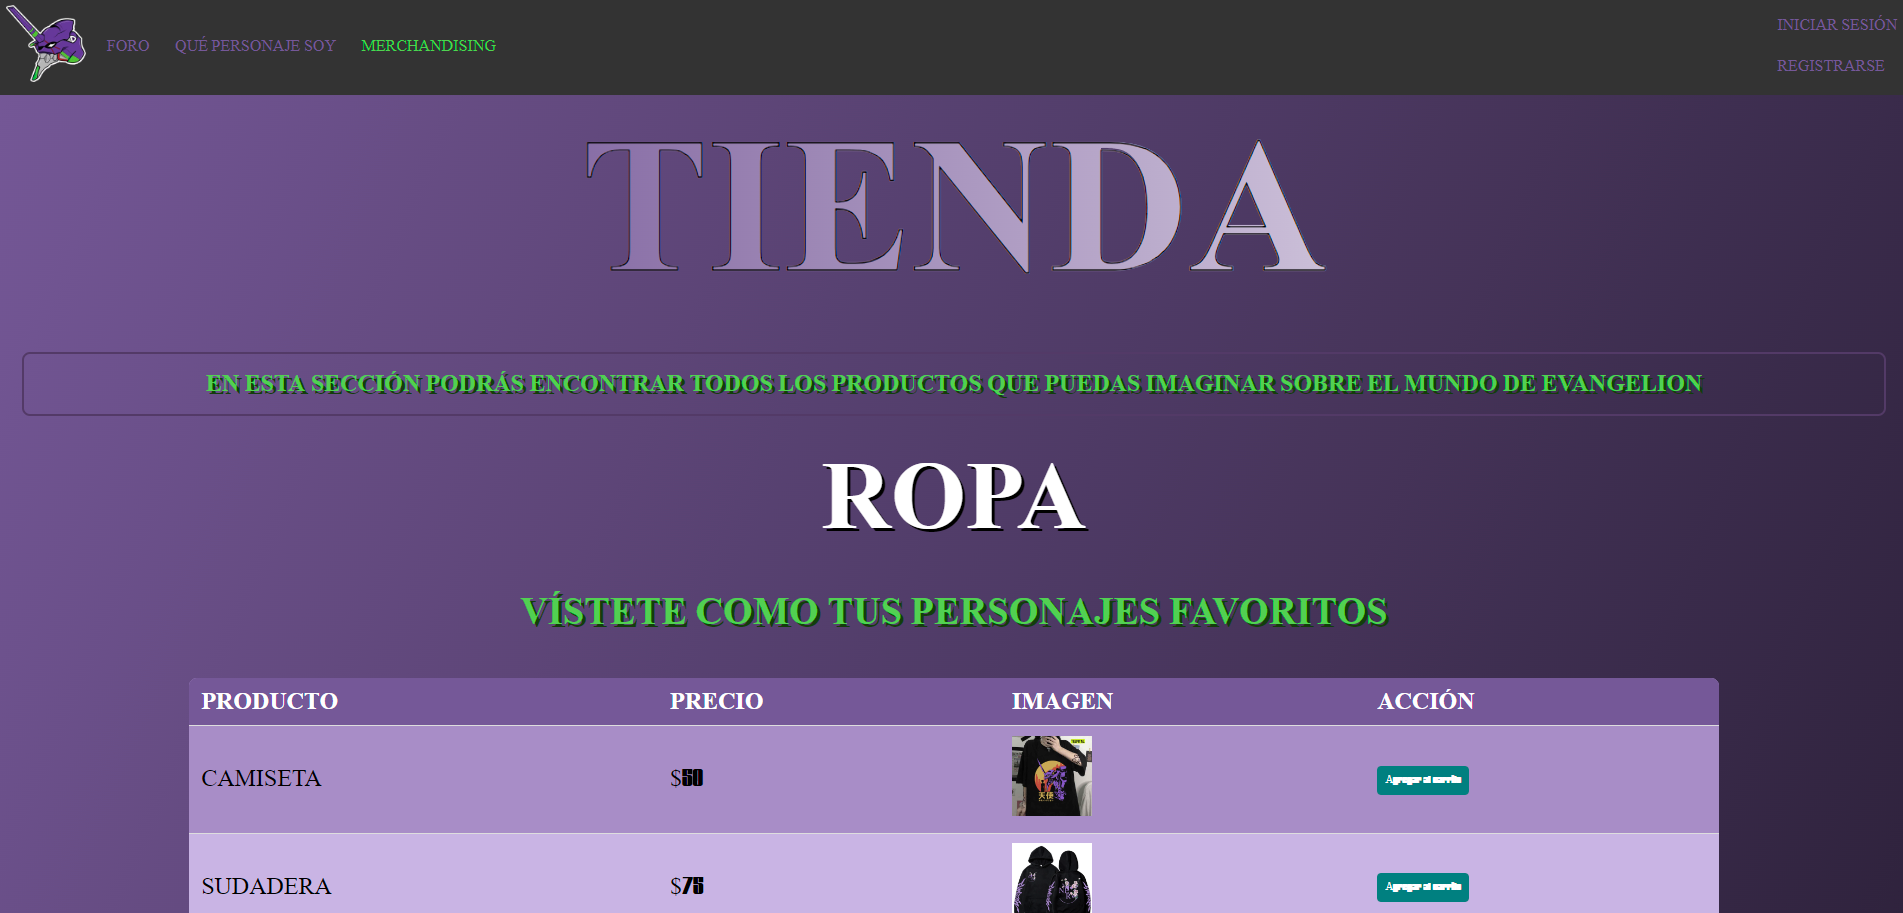 FORO QUÉ PERSONAJE SOY MERCHANDISING
INICIAR SESIÓN
REGISTRARSE
TIENDA
EN ESTA SECCIÓN PODRÁS ENCONTRAR TODOS LOS PRODUCTOS QUE PUEDAS IMAGINAR SOBRE EL MUNDO DE EVANGELION
ROPA
VÍSTETE COMO TUS PERSONAJES FAVORITOS
PRODUCTO PRECIO IMAGEN ACCIÓN
CAMISETA $50 Agregar al carrito
SUDADERA $75 Agregar al carrito